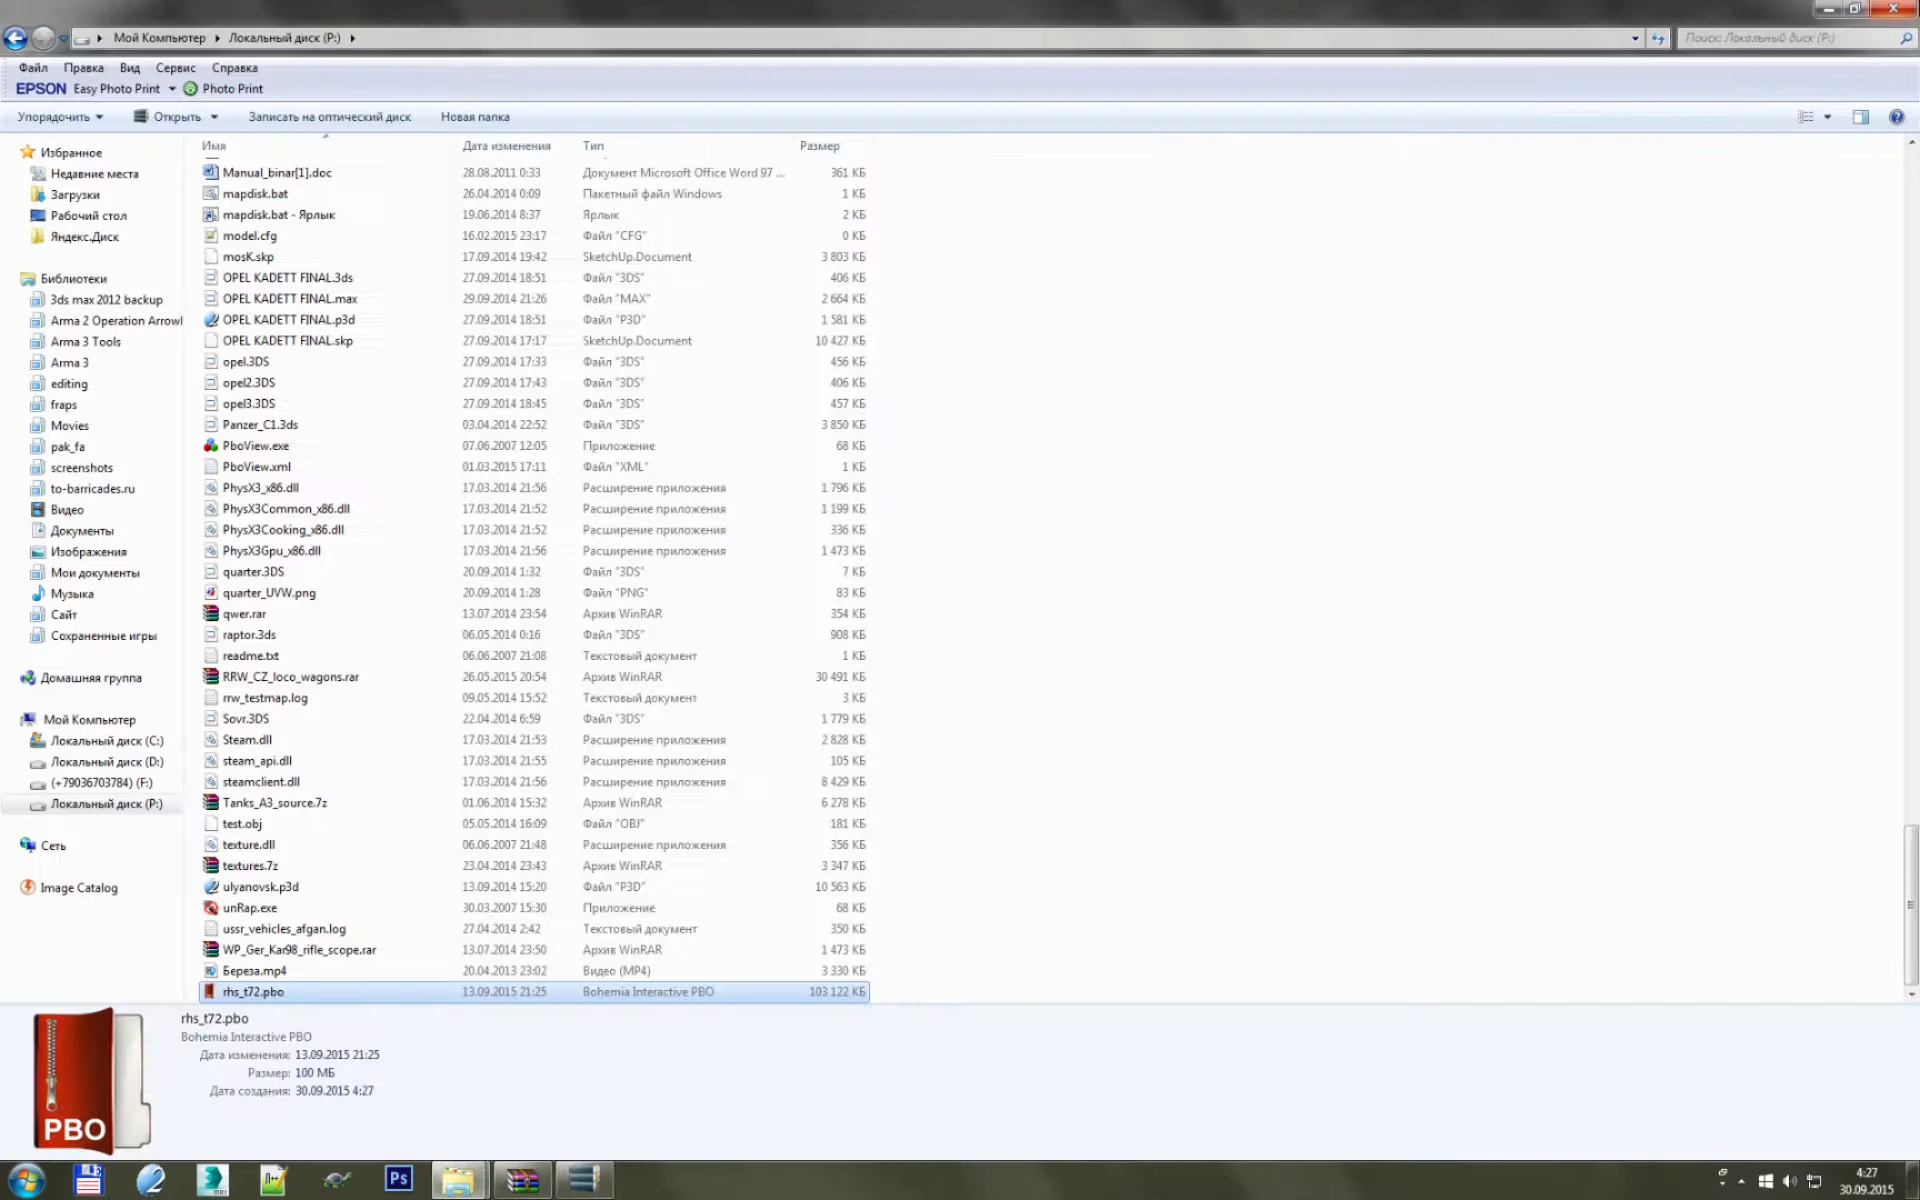 Мой Компьютер ▸ Локальный диск (P:) ▸
Поиск: Локальный диск (P:)
Файл Правка Вид Сервис Справка
EPSON Easy Photo Print Photo Print
Упорядочить Открыть Записать на оптический диск Новая папка
Имя Дата изменения Тип Размер
Избранное
Недавние места
Загрузки
Рабочий стол
Яндекс.Диск
Библиотеки
3ds max 2012 backup
Arma 2 Operation Arrowl
Arma 3 Tools
Arma 3
editing
fraps
Movies
pak_fa
screenshots
to-barricades.ru
Видео
Документы
Изображения
Мои документы
Музыка
Сайт
Сохраненные игры
Домашняя группа
Мой Компьютер
Локальный диск (C:)
Локальный диск (D:)
(+79036703784) (F:)
Локальный диск (P:)
Сеть
Image Catalog
Manual_binar[1].doc 28.08.2011 0:33 Документ Microsoft Office Word 97 ... 361 КБ
mapdisk.bat 26.04.2014 0:09 Пакетный файл Windows 1 КБ
mapdisk.bat - Ярлык 19.06.2014 8:37 Ярлык 2 КБ
model.cfg 16.02.2015 23:17 Файл "CFG" 0 КБ
mosK.skp 17.09.2014 19:42 SketchUp.Document 3 803 КБ
OPEL KADETT FINAL.3ds 27.09.2014 18:51 Файл "3DS" 406 КБ
OPEL KADETT FINAL.max 29.09.2014 21:26 Файл "MAX" 2 664 КБ
OPEL KADETT FINAL.p3d 27.09.2014 18:51 Файл "P3D" 1 581 КБ
OPEL KADETT FINAL.skp 27.09.2014 17:17 SketchUp.Document 10 427 КБ
opel.3DS 27.09.2014 17:33 Файл "3DS" 456 КБ
opel2.3DS 27.09.2014 17:43 Файл "3DS" 406 КБ
opel3.3DS 27.09.2014 18:45 Файл "3DS" 457 КБ
Panzer_C1.3ds 03.04.2014 22:52 Файл "3DS" 3 850 КБ
PboView.exe 07.06.2007 12:05 Приложение 68 КБ
PboView.xml 01.03.2015 17:11 Файл "XML" 1 КБ
PhysX3_x86.dll 17.03.2014 21:56 Расширение приложения 1 796 КБ
PhysX3Common_x86.dll 17.03.2014 21:52 Расширение приложения 1 199 КБ
PhysX3Cooking_x86.dll 17.03.2014 21:52 Расширение приложения 336 КБ
PhysX3Gpu_x86.dll 17.03.2014 21:56 Расширение приложения 1 473 КБ
quarter.3DS 20.09.2014 1:32 Файл "3DS" 7 КБ
quarter_UVW.png 20.09.2014 1:28 Файл "PNG" 83 КБ
qwer.rar 13.07.2014 23:54 Архив WinRAR 354 КБ
raptor.3ds 06.05.2014 0:16 Файл "3DS" 908 КБ
readme.txt 06.06.2007 21:08 Текстовый документ 1 КБ
RRW_CZ_loco_wagons.rar 26.05.2015 20:54 Архив WinRAR 30 491 КБ
rrw_testmap.log 09.05.2014 15:52 Текстовый документ 3 КБ
Sovr.3DS 22.04.2014 6:59 Файл "3DS" 1 779 КБ
Steam.dll 17.03.2014 21:53 Расширение приложения 2 828 КБ
steam_api.dll 17.03.2014 21:55 Расширение приложения 105 КБ
steamclient.dll 17.03.2014 21:56 Расширение приложения 8 429 КБ
Tanks_A3_source.7z 01.06.2014 15:32 Архив WinRAR 6 278 КБ
test.obj 05.05.2014 16:09 Файл "OBJ" 181 КБ
texture.dll 06.06.2007 21:48 Расширение приложения 356 КБ
textures.7z 23.04.2014 23:43 Архив WinRAR 3 347 КБ
ulyanovsk.p3d 13.09.2014 15:20 Файл "P3D" 10 563 КБ
unRap.exe 30.03.2007 15:30 Приложение 68 КБ
ussr_vehicles_afgan.log 27.04.2014 2:42 Текстовый документ 350 КБ
WP_Ger_Kar98_rifle_scope.rar 13.07.2014 23:50 Архив WinRAR 1 473 КБ
Береза.mp4 20.04.2013 23:02 Видео (MP4) 3 330 КБ
rhs_t72.pbo 13.09.2015 21:25 Bohemia Interactive PBO 103 122 КБ
PBO
rhs_t72.pbo
Bohemia Interactive PBO
Дата изменения: 13.09.2015 21:25
Размер: 100 МБ
Дата создания: 30.09.2015 4:27
Ps
4:27
30.09.2015